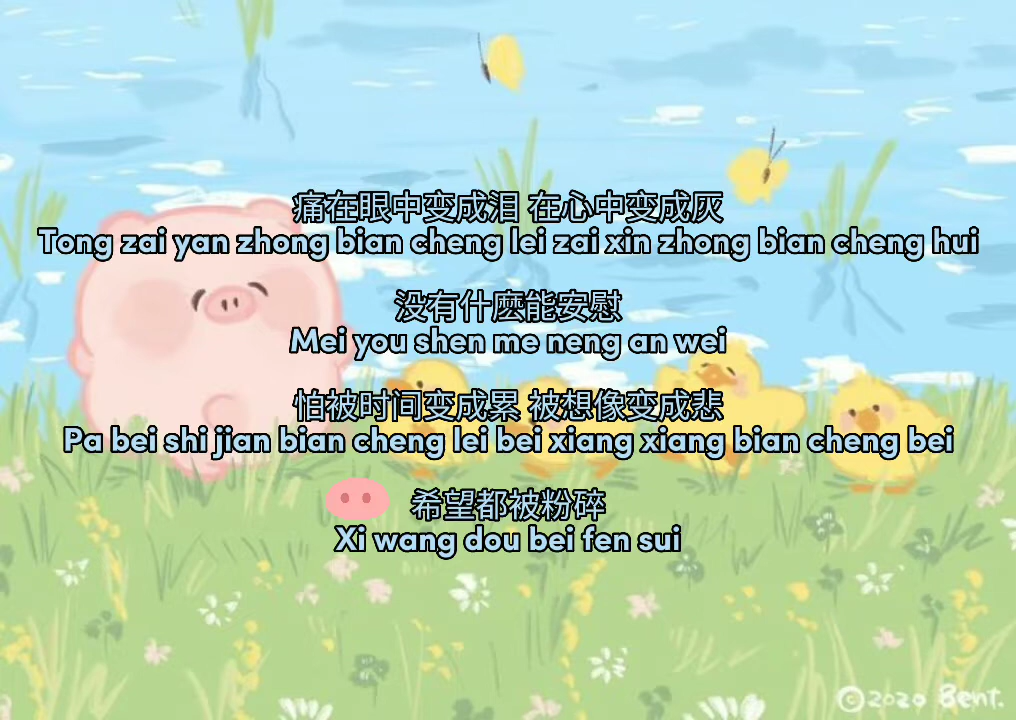 痛在眼中变成泪 在心中变成灰
Tong zai yan zhong bian cheng lei zai xin zhong bian cheng hui
没有什麽能安慰
Mei you shen me neng an wei
怕被时间变成累 被想像变成悲
Pa bei shi jian bian cheng lei bei xiang xiang bian cheng bei
希望都被粉碎
Xi wang dou bei fen sui
©2020 Bent.